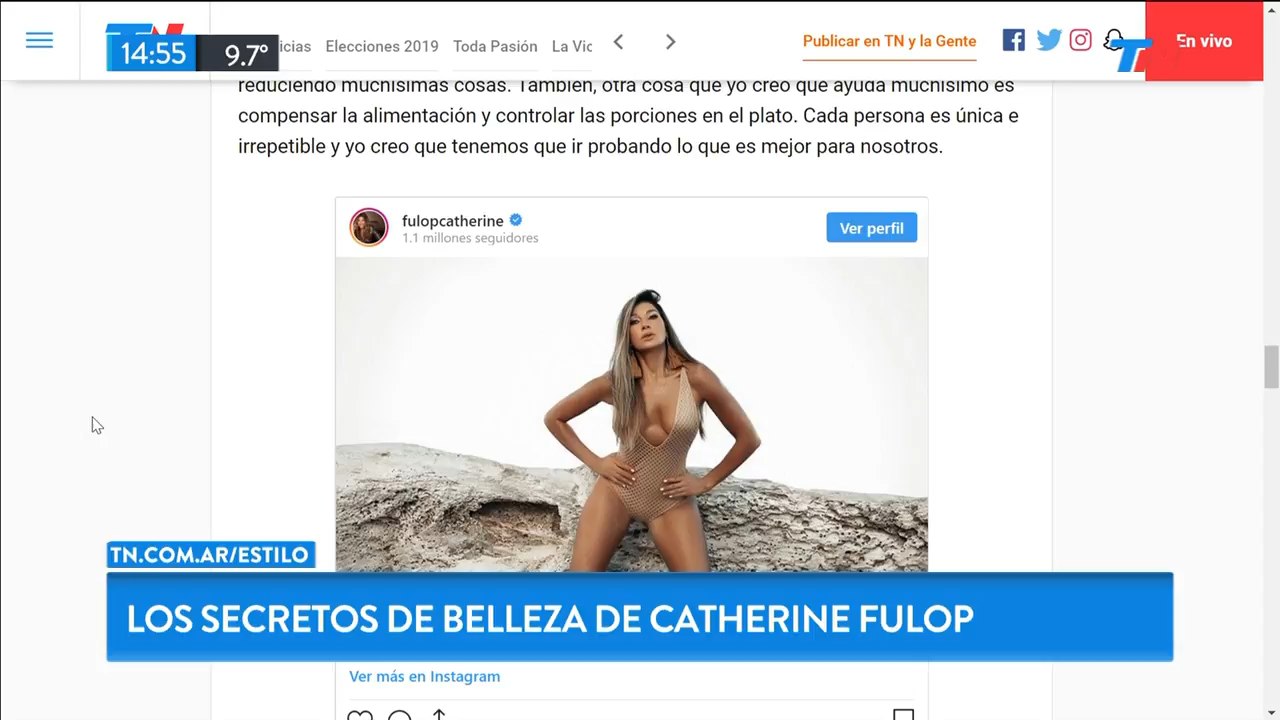 TN
14:55
9.7°
icias
Elecciones 2019
Toda Pasión
La Vic
Publicar en TN y la Gente
En vivo
reduciendo muchísimas cosas. También, otra cosa que yo creo que ayuda muchísimo es
compensar la alimentación y controlar las porciones en el plato. Cada persona es única e
irrepetible y yo creo que tenemos que ir probando lo que es mejor para nosotros.
fulopcatherine
1.1 millones seguidores
Ver perfil
TN.COM.AR/ESTILO
LOS SECRETOS DE BELLEZA DE CATHERINE FULOP
Ver más en Instagram